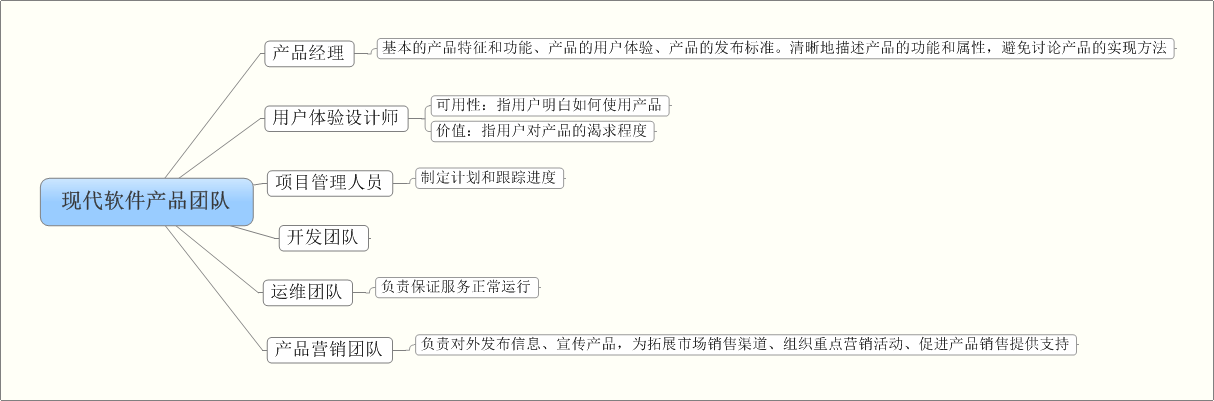 产品经理
基本的产品特征和功能、产品的用户体验、产品的发布标准。清晰地描述产品的功能和属性，避免讨论产品的实现方法
用户体验设计师
可用性：指用户明白如何使用产品
价值：指用户对产品的渴求程度
现代软件产品团队
项目管理人员
制定计划和跟踪进度
开发团队
运维团队
负责保证服务正常运行
产品营销团队
负责对外发布信息、宣传产品，为拓展市场销售渠道、组织重点营销活动、促进产品销售提供支持